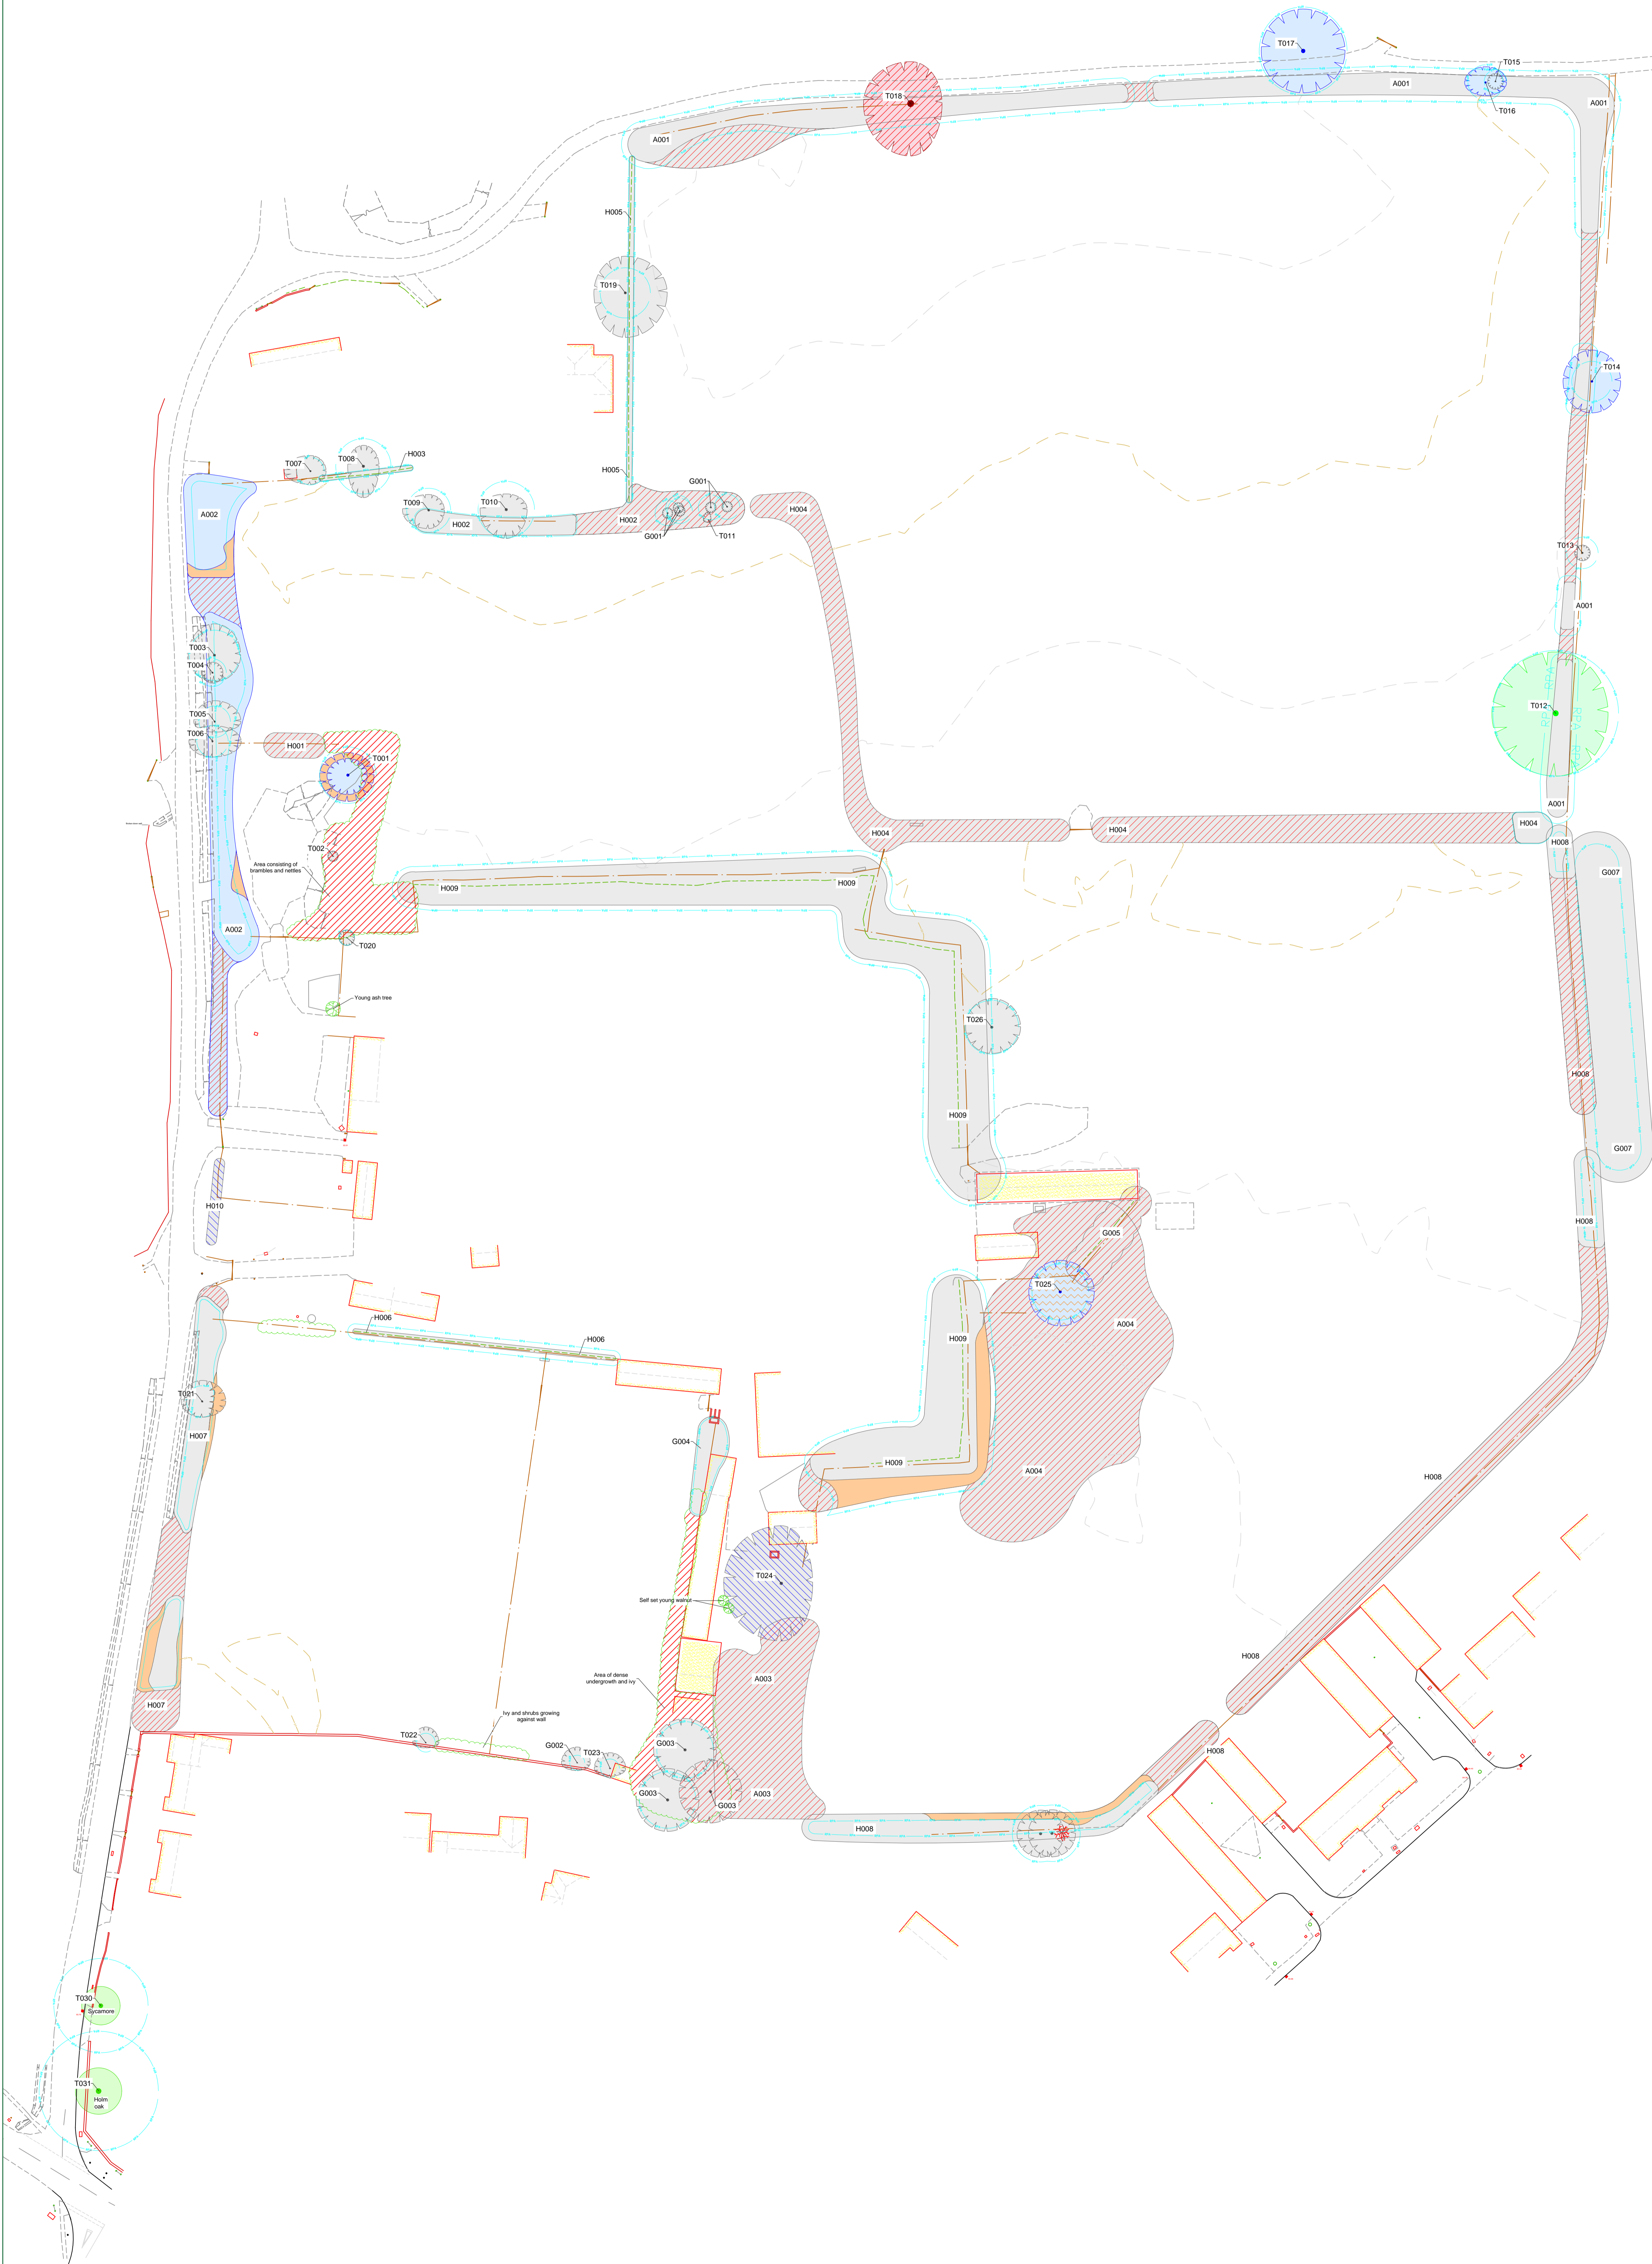 T017
T015
T018
A001
T016
A001
A001
H005
T019
T014
T007
T008
H003
H005
A002
T009
T010
H002
H002
G001
H004
G001
T011
T013
A001
T003
T004
T012
T005
T006
H001
T001
A001
H004
H004
H004
T002
H008
Area consisting of
brambles and nettles
H009
H009
G007
A002
T020
Young ash tree
T026
H008
H009
G007
H010
H008
G005
T025
A004
H006
H006
H009
T021
H007
G004
H009
A004
H008
T024
Self set young walnut
H008
Area of dense
undergrowth and ivy
A003
H007
Ivy and shrubs growing
against wall
T022
G002
T023
G003
H008
G003
G003
A003
H008
T030
Sycamore
T031
Holm
oak
RPA
RPA
RPA
RPA